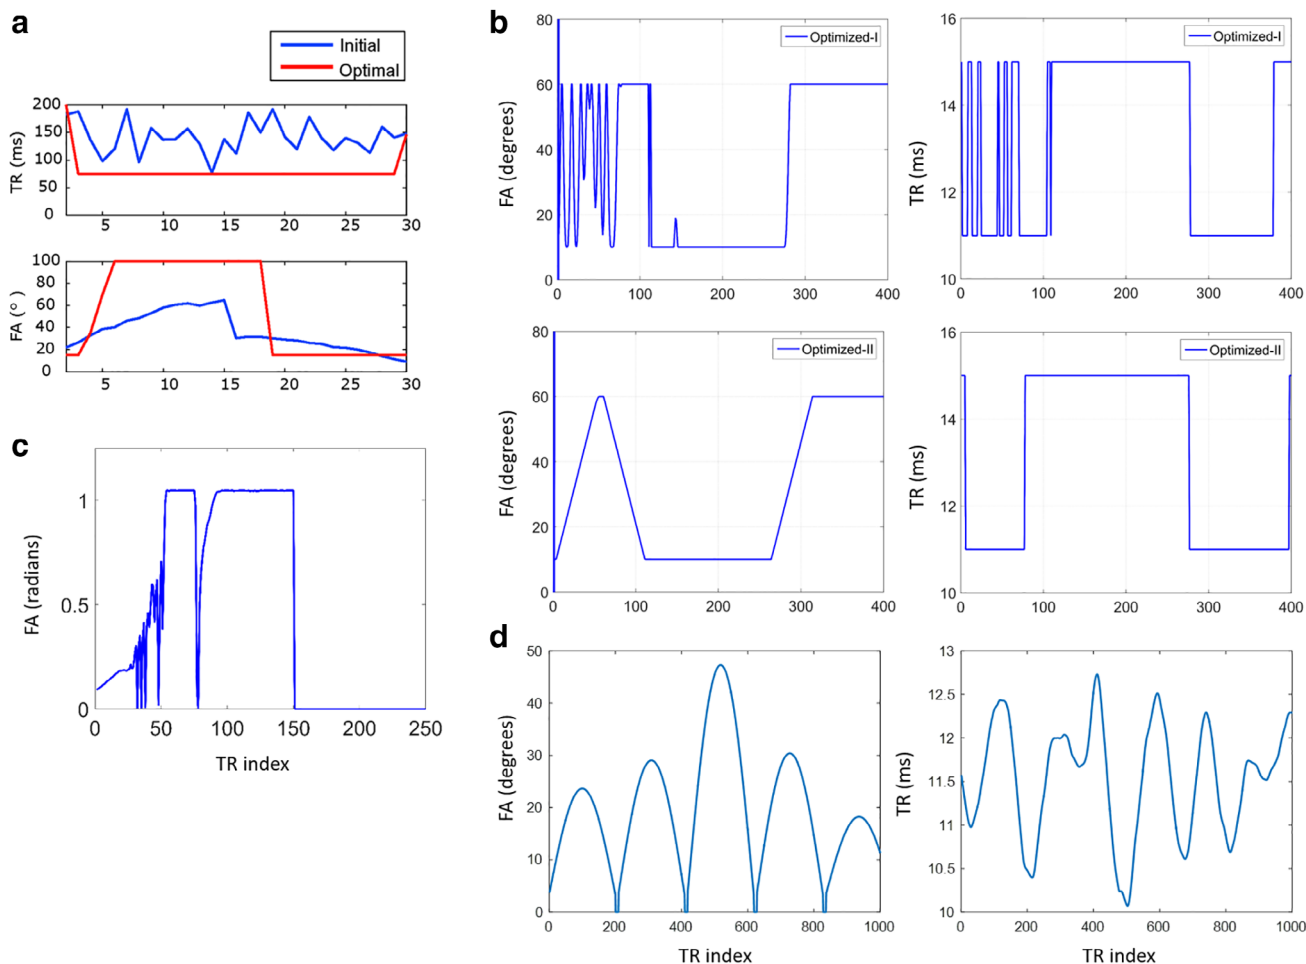 a
Initial
Optimal
200
150
100
50
0
TR (ms)
5 10 15 20 25 30
100
80
60
40
20
0
FA (°)
5 10 15 20 25 30
b
80
60
40
20
0
FA (degrees)
Optimized-I
0 100 200 300 400
16
14
12
10
TR (ms)
Optimized-I
0 100 200 300 400
80
60
40
20
0
FA (degrees)
Optimized-II
0 100 200 300 400
16
14
12
10
TR (ms)
Optimized-II
0 100 200 300 400
c
1
0.5
0
FA (radians)
0 50 100 150 200 250
TR index
d
50
40
30
20
10
0
FA (degrees)
0 200 400 600 800 1000
TR index
13
12.5
12
11.5
11
10.5
10
TR (ms)
0 200 400 600 800 1000
TR index